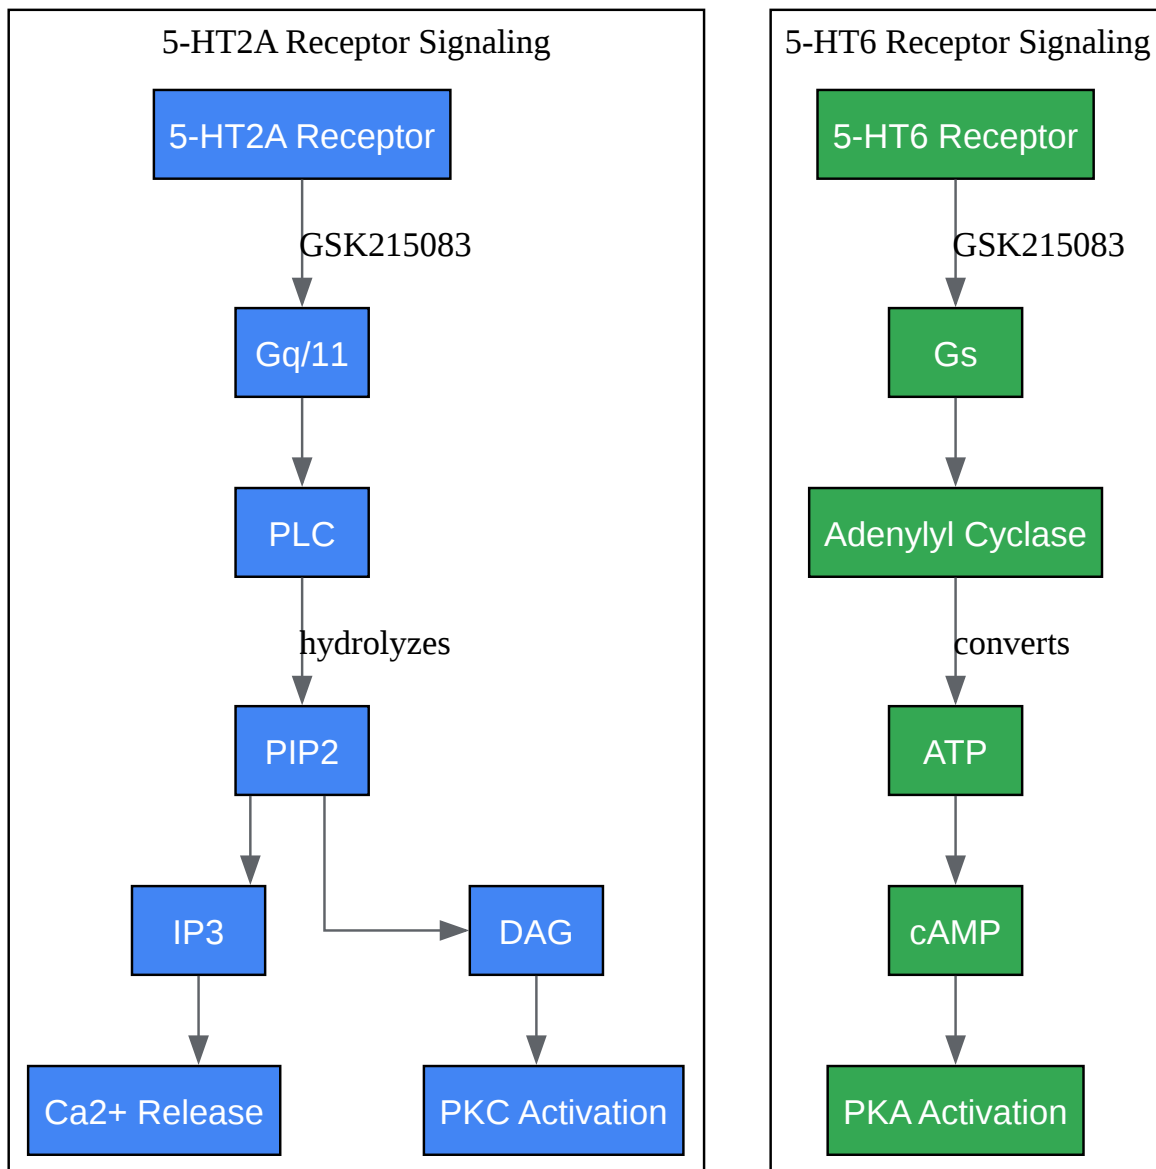 5-HT2A Receptor Signaling
5-HT2A Receptor
GSK215083
Gq/11
PLC
hydrolyzes
PIP2
IP3
DAG
Ca2+ Release
PKC Activation
5-HT6 Receptor Signaling
5-HT6 Receptor
GSK215083
Gs
Adenylyl Cyclase
converts
ATP
cAMP
PKA Activation